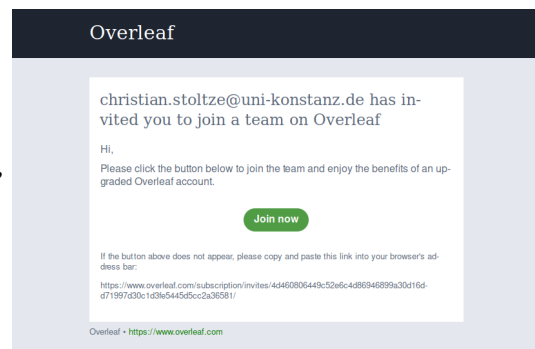 Overleaf
christian.stoltze@uni-konstanz.de has in-
vited you to join a team on Overleaf
Hi,
Please click the button below to join the team and enjoy the benefits of an up-
graded Overleaf account.
Join now
If the button above does not appear, please copy and paste this link into your browser's ad-
dress bar:
https://www.overleaf.com/subscription/invites/4d460806449c52e6c4d86946899a30d16d-
d71997d30c1d3fe5445d5cc2a36581/
Overleaf • https://www.overleaf.com